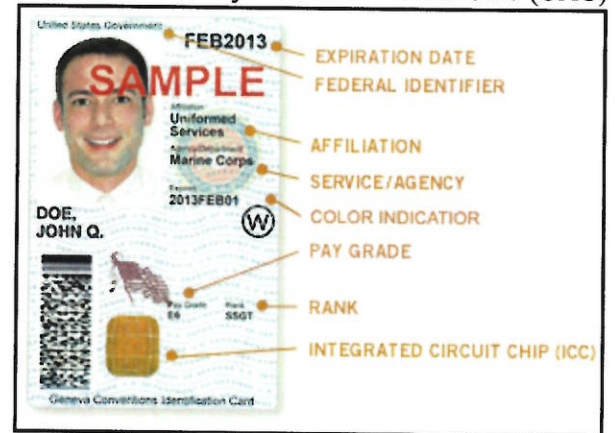 (CAC)
United States Government
FEB2013
EXPIRATION DATE
FEDERAL IDENTIFIER
SAMPLE
Affiliation
Uniformed
Services
AFFILIATION
Agency/Department
Marine Corps
SERVICE/AGENCY
Expires
2013FEB01
COLOR INDICATIOR
DOE,
JOHN Q.
W
PAY GRADE
Pay Grade
E6
Rank
SSGT
RANK
INTEGRATED CIRCUIT CHIP (ICC)
Geneva Conventions Identification Card